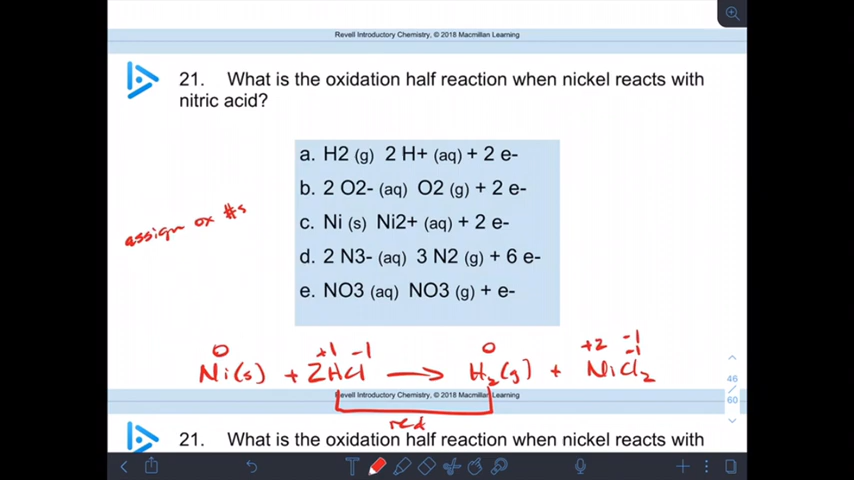 Revell Introductory Chemistry, © 2018 Macmillan Learning
21. What is the oxidation half reaction when nickel reacts with
nitric acid?
a. H2 (g) 2 H+ (aq) + 2 e-
b. 2 O2- (aq) O2 (g) + 2 e-
c. Ni (s) Ni2+ (aq) + 2 e-
d. 2 N3- (aq) 3 N2 (g) + 6 e-
e. NO3 (aq) NO3 (g) + e-
assign ox #s
0 +1 -1 0 +2 -1
-1
Ni(s) + 2HCl → H₂(g) + NiCl₂
46
60
Revell Introductory Chemistry, © 2018 Macmillan Learning
red
21. What is the oxidation half reaction when nickel reacts with